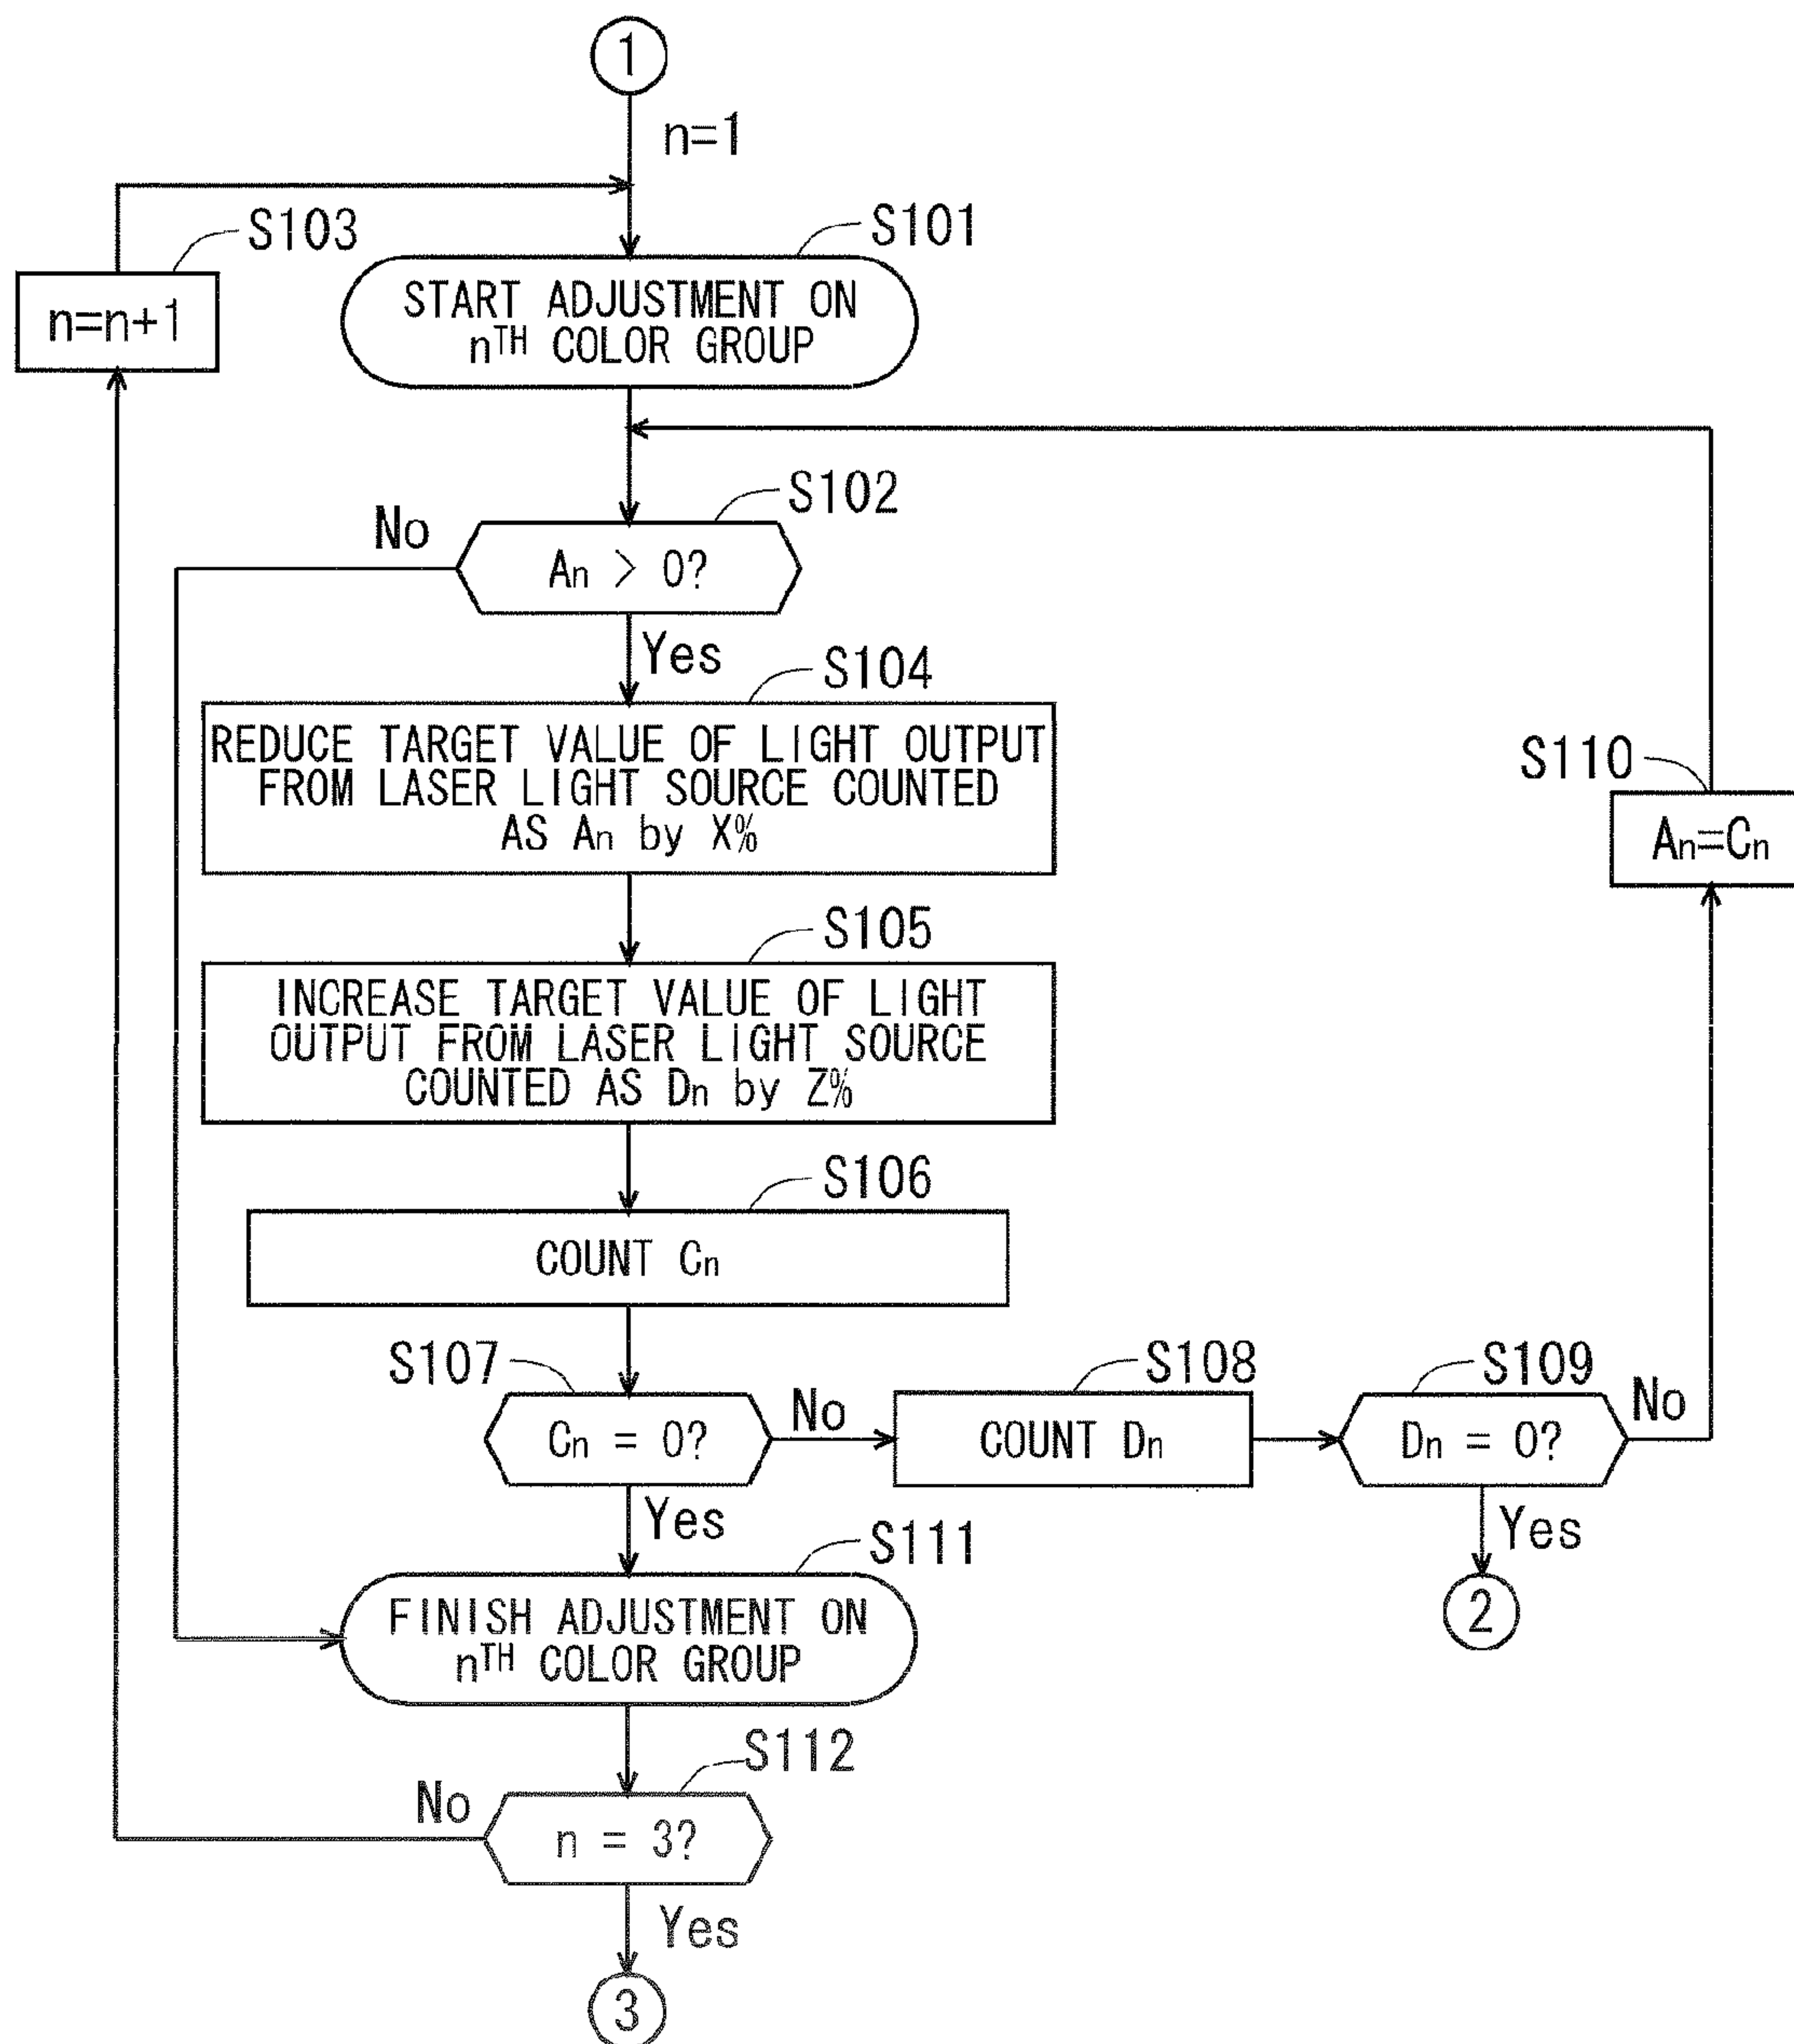 1
n=1
S103
n=n+1
S101
START ADJUSTMENT ON
nTH COLOR GROUP
S102
No
An > 0?
Yes
S104
REDUCE TARGET VALUE OF LIGHT OUTPUT
FROM LASER LIGHT SOURCE COUNTED
AS An by X%
S110
An=Cn
S105
INCREASE TARGET VALUE OF LIGHT
OUTPUT FROM LASER LIGHT SOURCE
COUNTED AS Dn by Z%
S106
COUNT Cn
S107
Cn = 0?
No
S108
COUNT Dn
S109
Dn = 0?
No
Yes
Yes
2
S111
FINISH ADJUSTMENT ON
nTH COLOR GROUP
S112
No
n = 3?
Yes
3